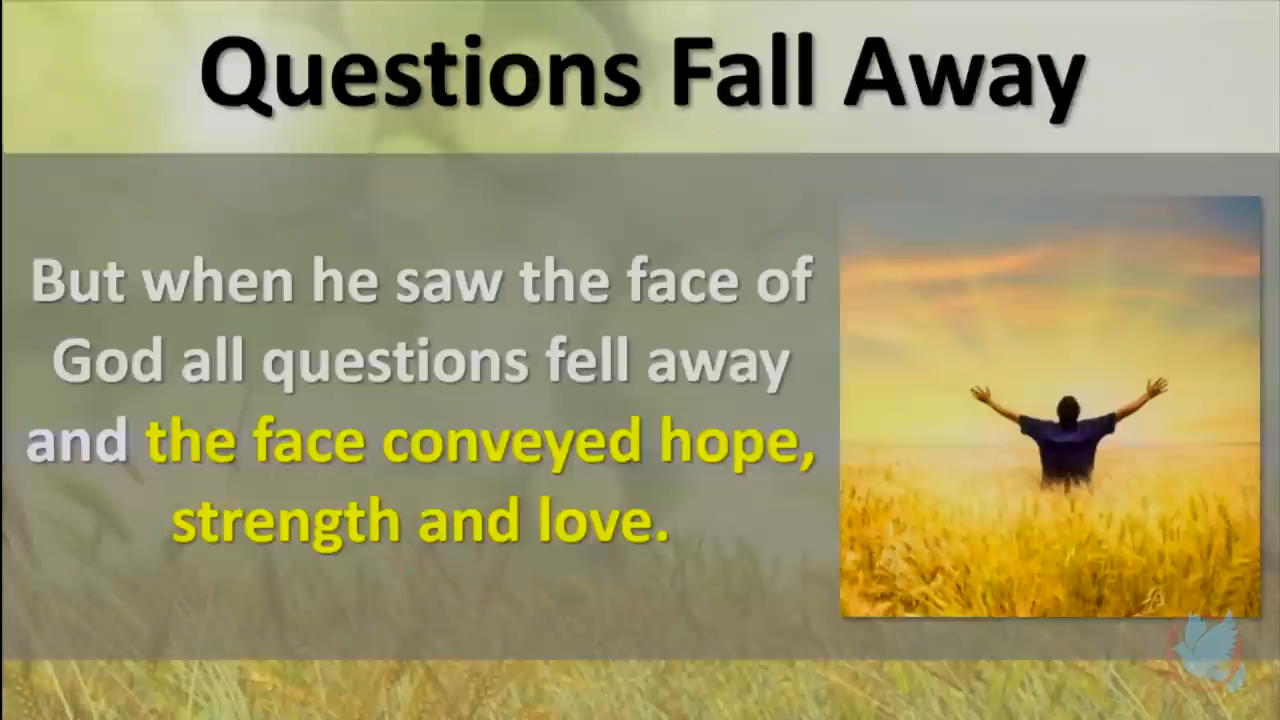 Questions Fall Away
But when he saw the face of
God all questions fell away
and the face conveyed hope,
strength and love.